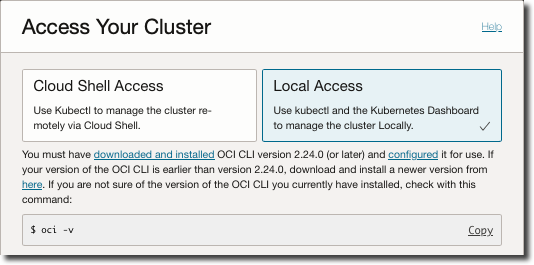 Access Your Cluster
Help
Cloud Shell Access
Use Kubectl to manage the cluster re-
motely via Cloud Shell.
Local Access
Use kubectl and the Kubernetes Dashboard
to manage the cluster Locally.
You must have downloaded and installed OCI CLI version 2.24.0 (or later) and configured it for use. If
your version of the OCI CLI is earlier than version 2.24.0, download and install a newer version from
here. If you are not sure of the version of the OCI CLI you currently have installed, check with this
command:
$ oci -v
Copy